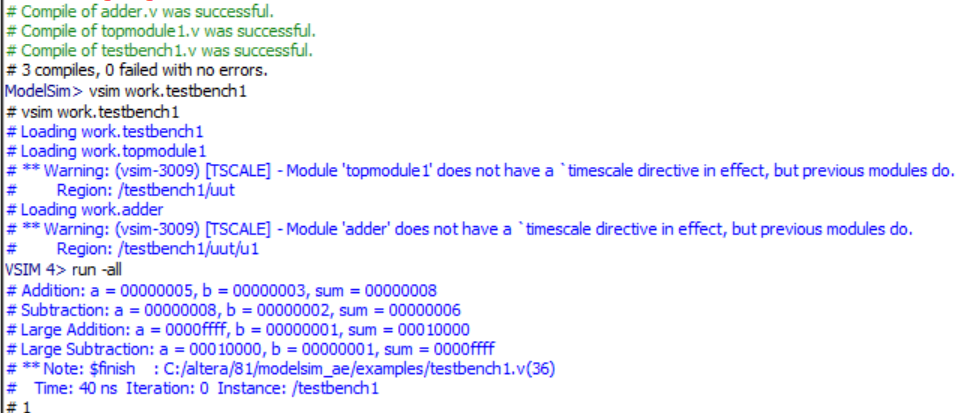 # Compile of adder.v was successful.
# Compile of topmodule1.v was successful.
# Compile of testbench1.v was successful.
# 3 compiles, 0 failed with no errors.
ModelSim> vsim work.testbench1
# vsim work.testbench1
# Loading work.testbench1
# Loading work.topmodule1
# ** Warning: (vsim-3009) [TSCALE] - Module 'topmodule1' does not have a `timescale directive in effect, but previous modules do.
#       Region: /testbench1/uut
# Loading work.adder
# ** Warning: (vsim-3009) [TSCALE] - Module 'adder' does not have a `timescale directive in effect, but previous modules do.
#       Region: /testbench1/uut/u1
VSIM 4> run -all
# Addition: a = 00000005, b = 00000003, sum = 00000008
# Subtraction: a = 00000008, b = 00000002, sum = 00000006
# Large Addition: a = 0000ffff, b = 00000001, sum = 00010000
# Large Subtraction: a = 00010000, b = 00000001, sum = 0000ffff
# ** Note: $finish    : C:/altera/81/modelsim_ae/examples/testbench1.v(36)
#    Time: 40 ns  Iteration: 0  Instance: /testbench1
# 1